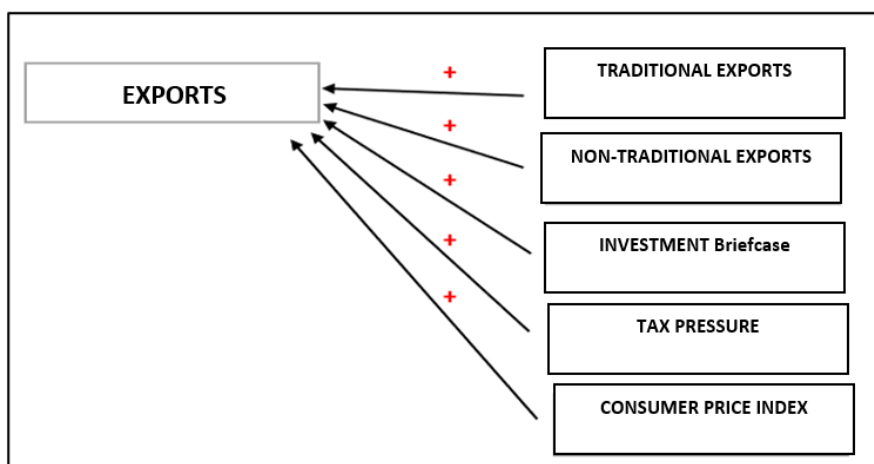 TRADITIONAL EXPORTS
EXPORTS
NON-TRADITIONAL EXPORTS
INVESTMENT Briefcase
TAX PRESSURE
CONSUMER PRICE INDEX
+
+
+
+
+